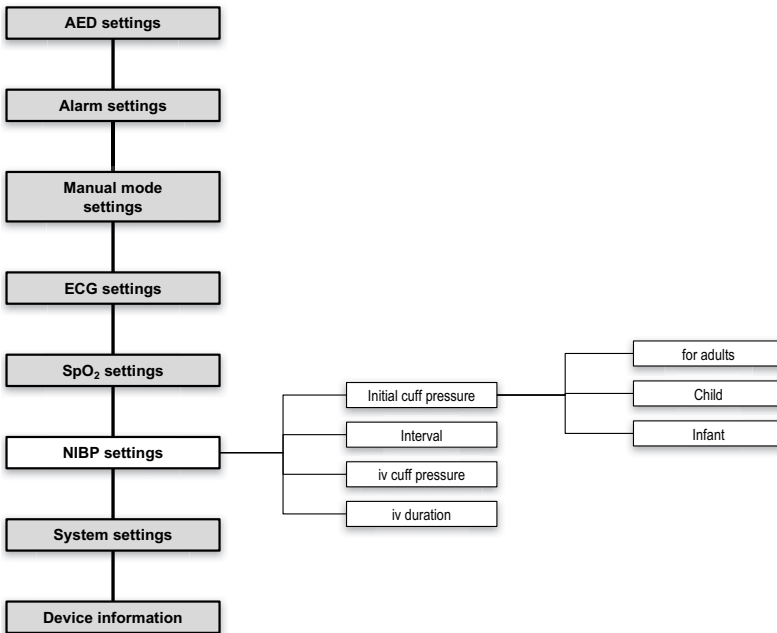 AED settings
Alarm settings
Manual mode
settings
ECG settings
SpO₂ settings
NIBP settings
System settings
Device information
Initial cuff pressure
Interval
iv cuff pressure
iv duration
for adults
Child
Infant